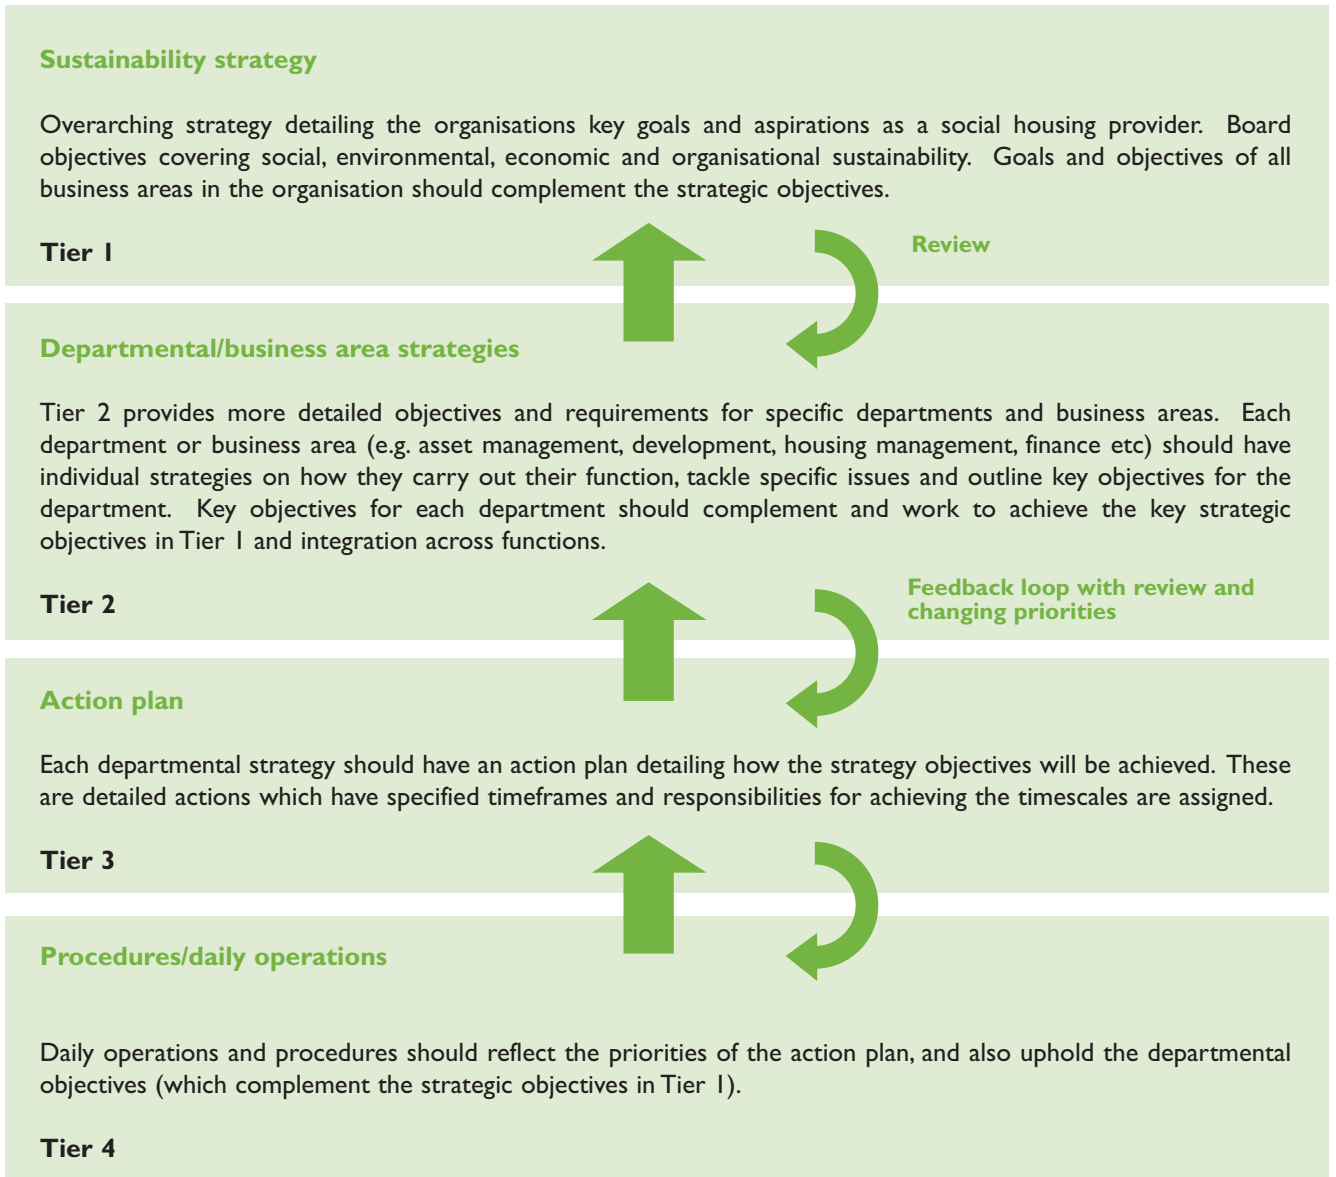 Sustainability strategy
Overarching strategy detailing the organisations key goals and aspirations as a social housing provider. Board
objectives covering social, environmental, economic and organisational sustainability. Goals and objectives of all
business areas in the organisation should complement the strategic objectives.
Tier 1
Review
Departmental/business area strategies
Tier 2 provides more detailed objectives and requirements for specific departments and business areas. Each
department or business area (e.g. asset management, development, housing management, finance etc) should have
individual strategies on how they carry out their function, tackle specific issues and outline key objectives for the
department. Key objectives for each department should complement and work to achieve the key strategic
objectives in Tier 1 and integration across functions.
Tier 2
Feedback loop with review and
changing priorities
Action plan
Each departmental strategy should have an action plan detailing how the strategy objectives will be achieved. These
are detailed actions which have specified timeframes and responsibilities for achieving the timescales are assigned.
Tier 3
Procedures/daily operations
Daily operations and procedures should reflect the priorities of the action plan, and also uphold the departmental
objectives (which complement the strategic objectives in Tier 1).
Tier 4